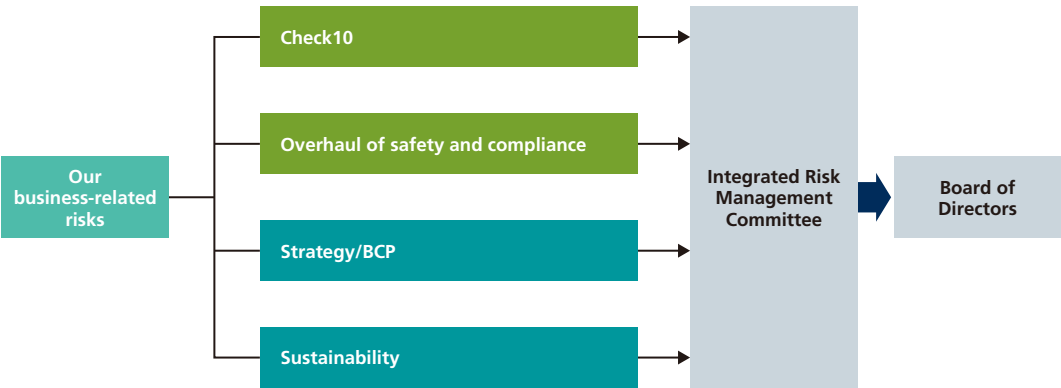 Our
business-related
risks
Check10
Overhaul of safety and compliance
Strategy/BCP
Sustainability
Integrated Risk
Management
Committee
Board of
Directors